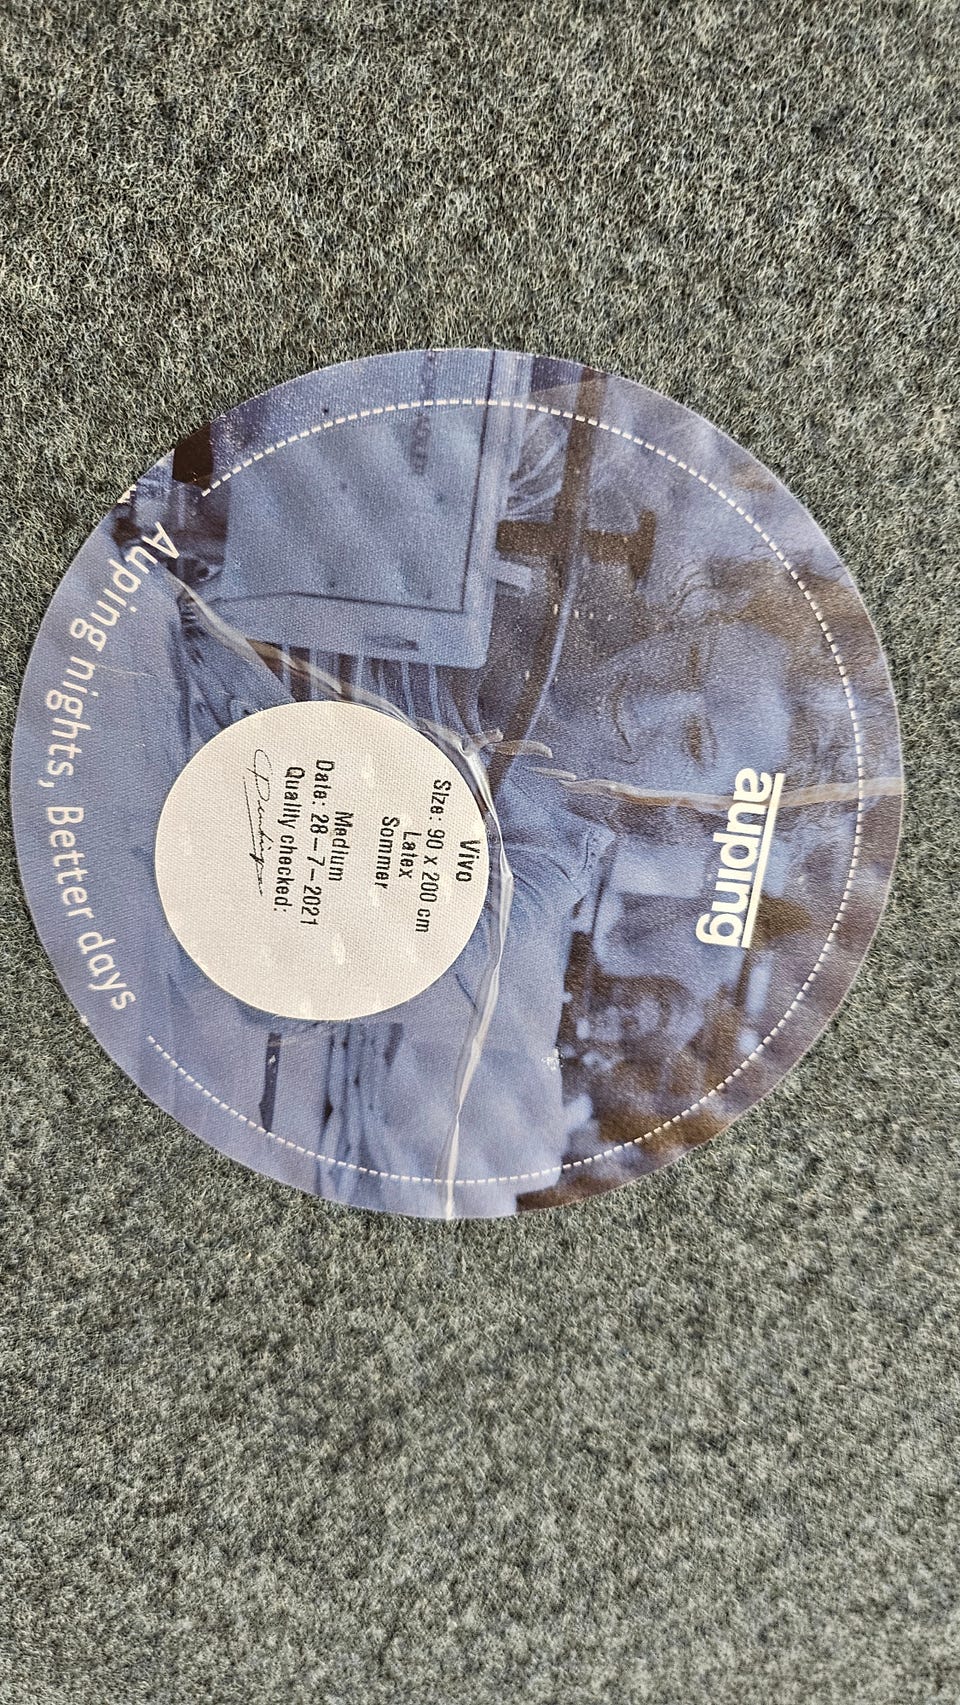 auping
Vivo
Size: 90 x 200 cm
Latex
Sommer
Medium
Date: 28-7-2021
Quality checked:
Auping nights, Better days